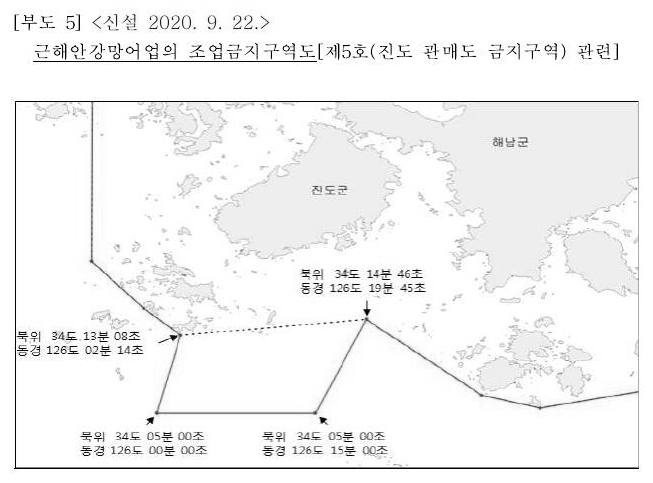 [부도 5] <신설 2020. 9. 22.>
근해안강망어업의 조업금지구역도[제5호(진도 관매도 금지구역) 관련]
해남군
진도군
북위 34도 14분 46초
동경 126도 19분 45초
북위 34도 13분 08초
동경 126도 02분 14초
북위 34도 05분 00초
동경 126도 00분 00초
북위 34도 05분 00초
동경 126도 15분 00초